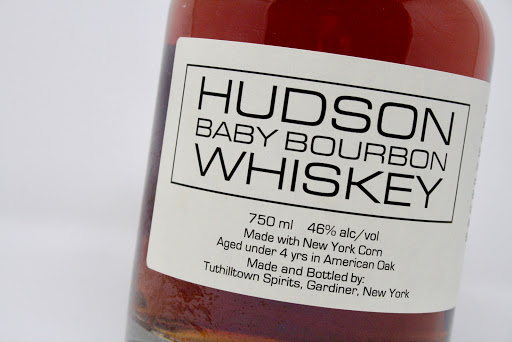 HUDSON
BABY BOURBON
WHISKEY
750 ml 46% alc/vol
Made with New York Corn
Aged under 4 yrs in American Oak
Made and Bottled by:
Tuthilltown Spirits, Gardiner, New York